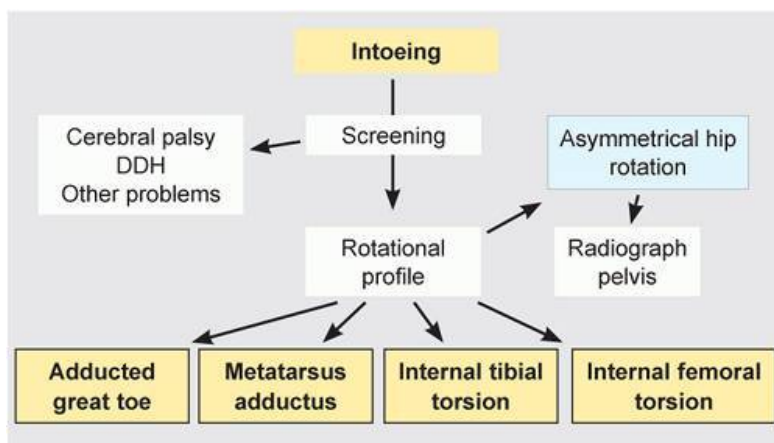 Intoeing
Cerebral palsy
DDH
Other problems
Screening
Asymmetrical hip
rotation
Rotational
profile
Radiograph
pelvis
Adducted
great toe
Metatarsus
adductus
Internal tibial
torsion
Internal femoral
torsion